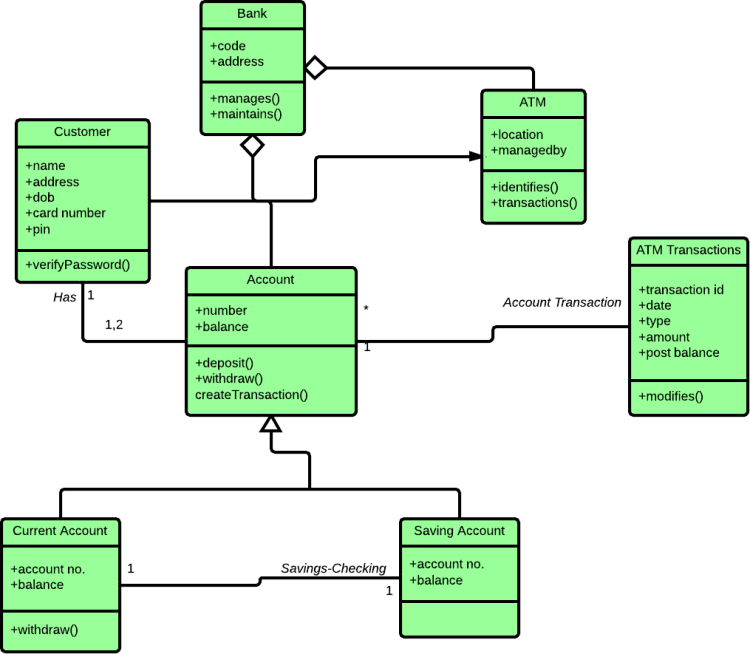 Bank
+code
+address
+manages()
+maintains()
ATM
+location
+managedby
+identifies()
+transactions()
Customer
+name
+address
+dob
+card number
+pin
+verifyPassword()
Has
1
1,2
Account
+number
+balance
+deposit()
+withdraw()
createTransaction()
*
1
Account Transaction
ATM Transactions
+transaction id
+date
+type
+amount
+post balance
+modifies()
Current Account
+account no.
+balance
+withdraw()
1
Savings-Checking
1
Saving Account
+account no.
+balance